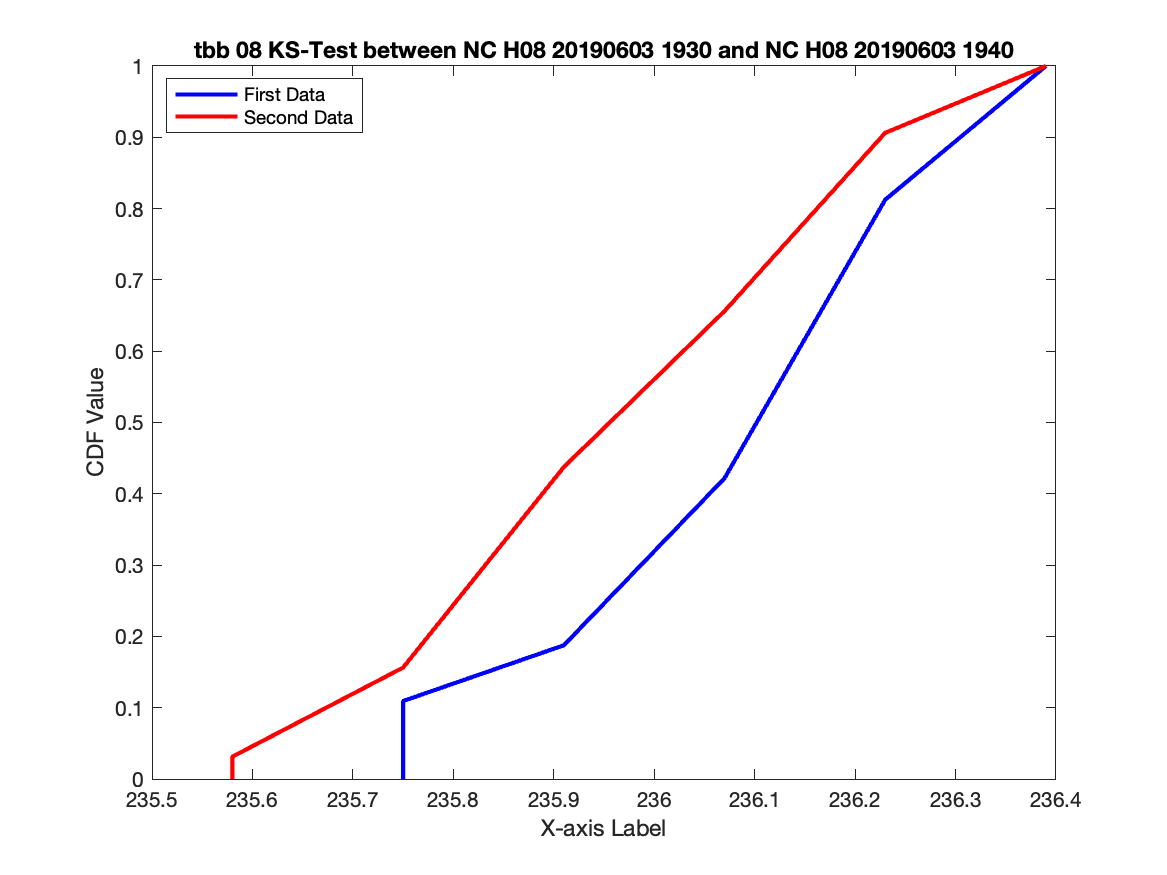 tbb 08 KS-Test between NC H08 20190603 1930 and NC H08 20190603 1940
First Data
Second Data
CDF Value
1
0.9
0.8
0.7
0.6
0.5
0.4
0.3
0.2
0.1
0
235.5 235.6 235.7 235.8 235.9 236 236.1 236.2 236.3 236.4
X-axis Label